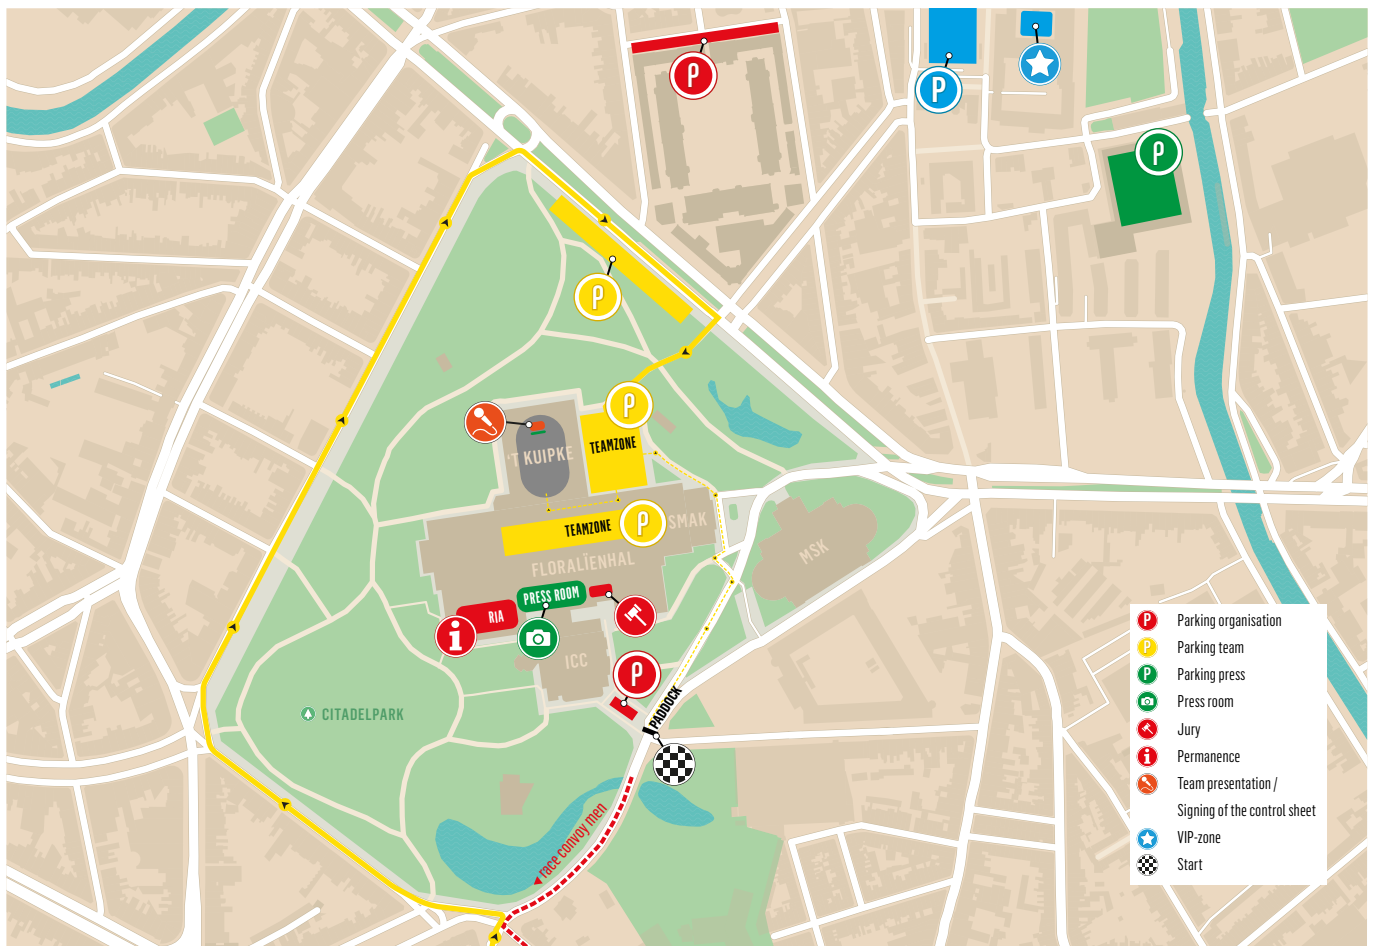 P
P
P
P
P
P
TEAMZONE
'T KUIPKE
TEAMZONE
P
SMAK
MSK
FLORALIËNHAL
PRESS ROOM
RIA
i
ICC
P
PADDOCK
CITADELPARK
race convoy men
P Parking organisation
P Parking team
P Parking press
Press room
Jury
i Permanence
Team presentation /
Signing of the control sheet
VIP-zone
Start